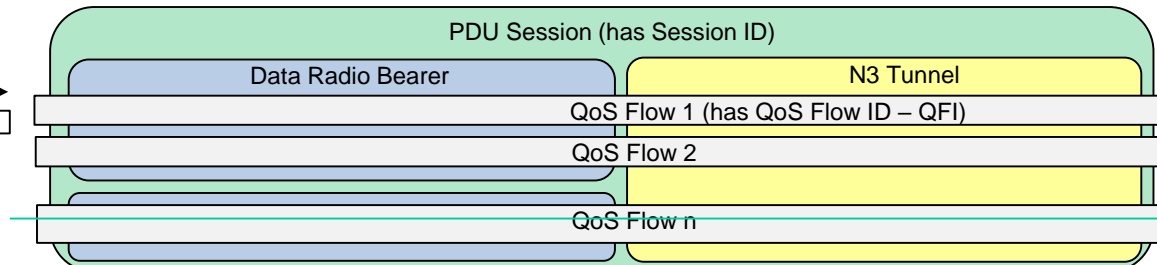 PDU Session (has Session ID)
Data Radio Bearer
N3 Tunnel
QoS Flow 1 (has QoS Flow ID – QFI)
QoS Flow 2
QoS Flow n